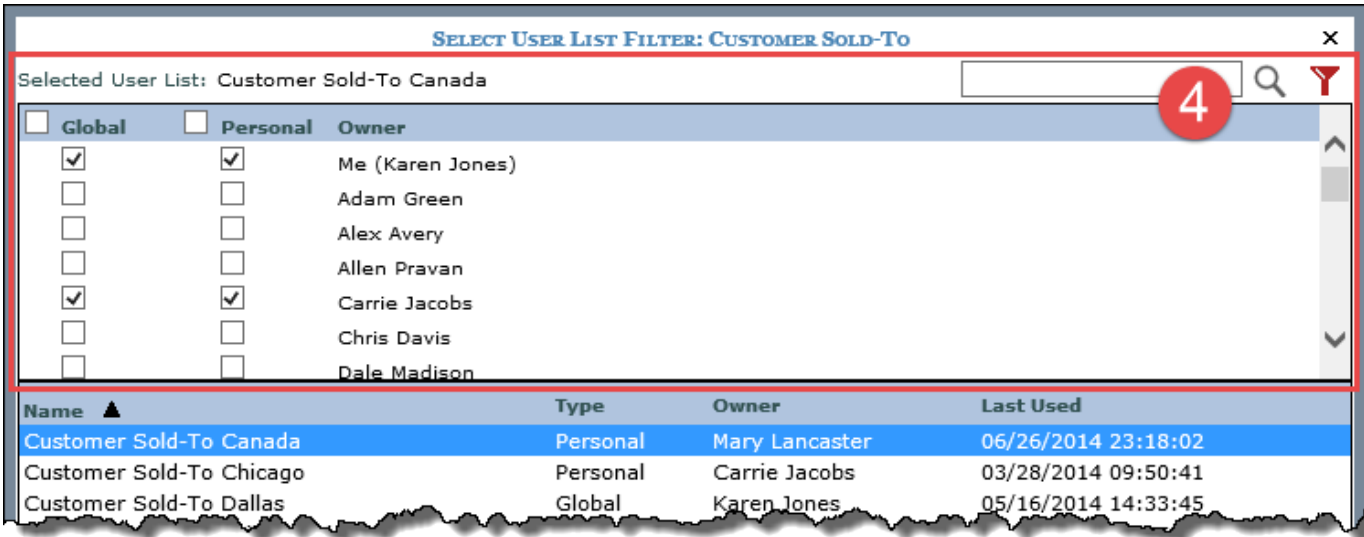 SELECT USER LIST FILTER: CUSTOMER SOLD-TO
Selected User List: Customer Sold-To Canada
4
Global Personal Owner
Me (Karen Jones)
Adam Green
Alex Avery
Allen Pravan
Carrie Jacobs
Chris Davis
Dale Madison
Name Type Owner Last Used
Customer Sold-To Canada Personal Mary Lancaster 06/26/2014 23:18:02
Customer Sold-To Chicago Personal Carrie Jacobs 03/28/2014 09:50:41
Customer Sold-To Dallas Global Karen Jones 05/16/2014 14:33:45